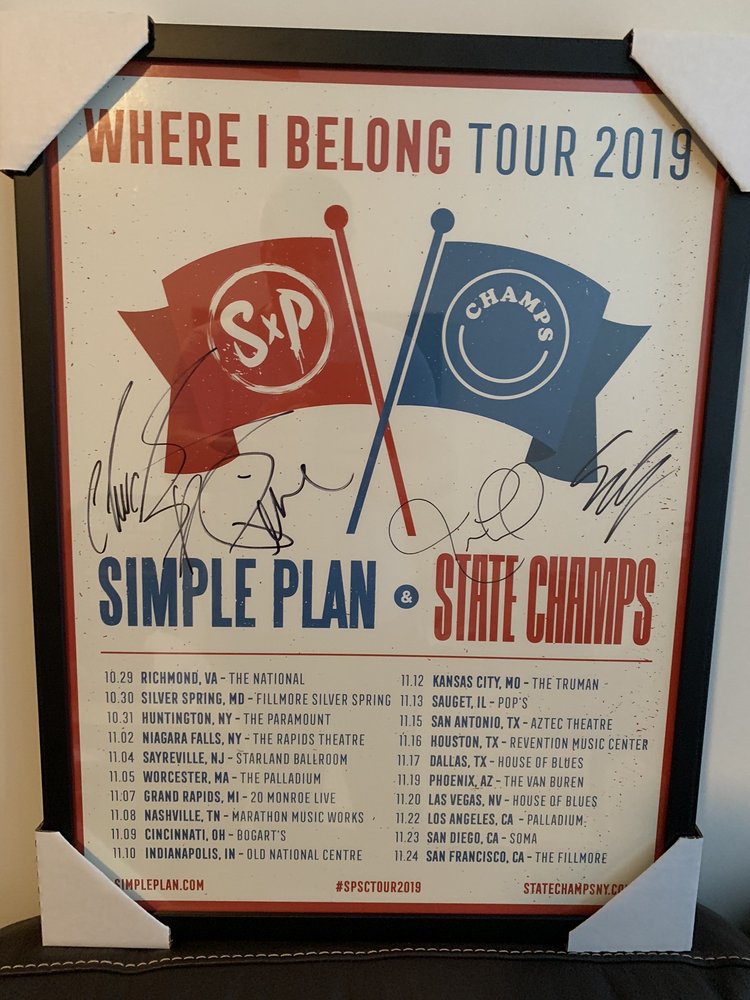 WHERE I BELONG TOUR 2019
SxP
CHAMPS
SIMPLE PLAN & STATE CHAMPS
10.29 RICHMOND, VA – THE NATIONAL
10.30 SILVER SPRING, MD – FILLMORE SILVER SPRING
10.31 HUNTINGTON, NY – THE PARAMOUNT
11.02 NIAGARA FALLS, NY – THE RAPIDS THEATRE
11.04 SAYREVILLE, NJ – STARLAND BALLROOM
11.05 WORCESTER, MA – THE PALLADIUM
11.07 GRAND RAPIDS, MI – 20 MONROE LIVE
11.08 NASHVILLE, TN – MARATHON MUSIC WORKS
11.09 CINCINNATI, OH – BOGART'S
11.10 INDIANAPOLIS, IN – OLD NATIONAL CENTRE
11.12 KANSAS CITY, MO – THE TRUMAN
11.13 SAUGET, IL – POP'S
11.15 SAN ANTONIO, TX – AZTEC THEATRE
11.16 HOUSTON, TX – REVENTION MUSIC CENTER
11.17 DALLAS, TX – HOUSE OF BLUES
11.19 PHOENIX, AZ – THE VAN BUREN
11.20 LAS VEGAS, NV – HOUSE OF BLUES
11.22 LOS ANGELES, CA – PALLADIUM
11.23 SAN DIEGO, CA – SOMA
11.24 SAN FRANCISCO, CA – THE FILLMORE
SIMPLEPLAN.COM #SPSCTOUR2019 STATECHAMPSNY.CO